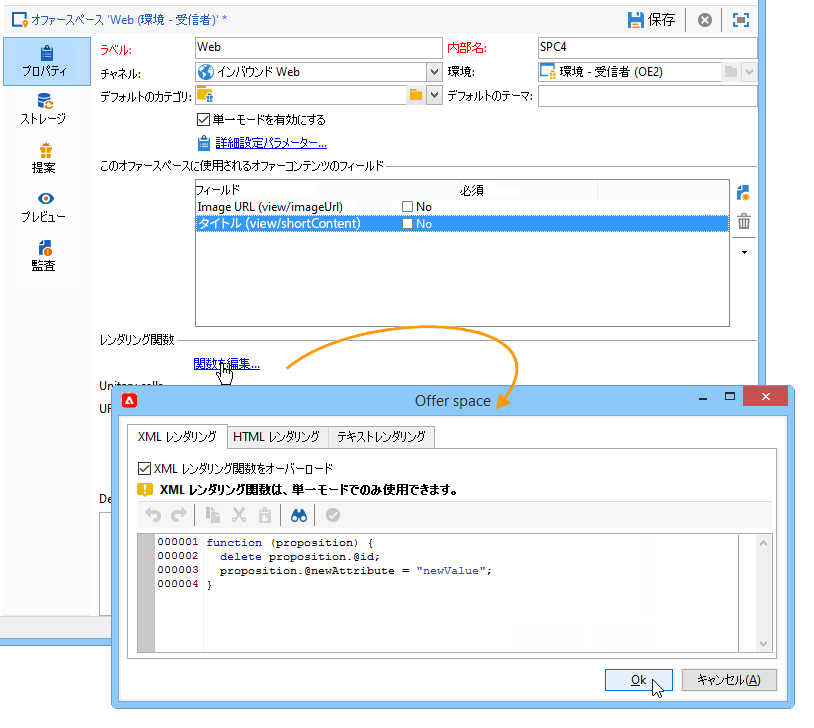 オファースペース 'Web (環境 - 受信者)' *
保存
プロパティ
ストレージ
提案
プレビュー
監査
ラベル:
Web
内部名:
SPC4
チャネル:
インバウンド Web
環境:
環境 - 受信者 (OE2)
デフォルトのカテゴリ:
デフォルトのテーマ:
単一モードを有効にする
詳細設定パラメーター...
このオファースペースに使用されるオファーコンテンツのフィールド
フィールド
必須
Image URL (view/imageUrl)
No
タイトル (view/shortContent)
No
レンダリング関数
関数を編集...
Offer space
XML レンダリング
HTML レンダリング
テキストレンダリング
XML レンダリング関数をオーバーロード
XML レンダリング関数は、単一モードでのみ使用できます。
000001 function (proposition) {
000002 delete proposition.@id;
000003 proposition.@newAttribute = "newValue";
000004 }
Ok
キャンセル(A)